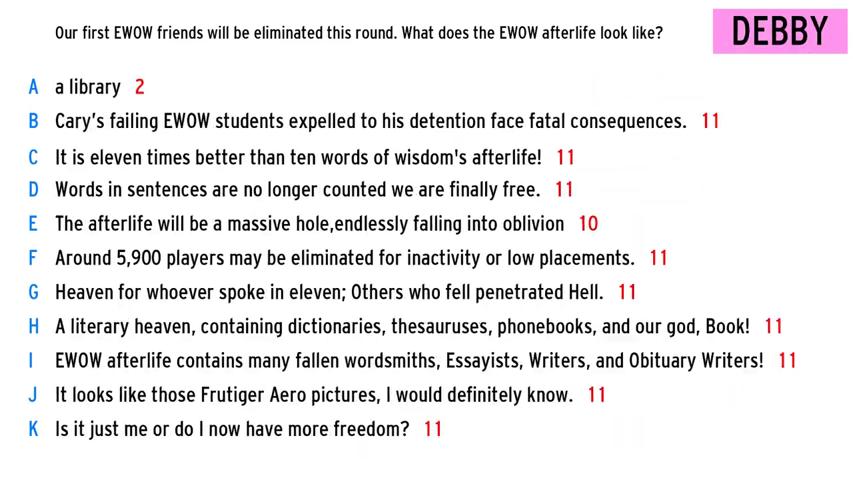 Our first EWOW friends will be eliminated this round. What does the EWOW afterlife look like?
DEBBY
A a library 2
B Cary's failing EWOW students expelled to his detention face fatal consequences. 11
C It is eleven times better than ten words of wisdom's afterlife! 11
D Words in sentences are no longer counted we are finally free. 11
E The afterlife will be a massive hole,endlessly falling into oblivion 10
F Around 5,900 players may be eliminated for inactivity or low placements. 11
G Heaven for whoever spoke in eleven; Others who fell penetrated Hell. 11
H A literary heaven, containing dictionaries, thesauruses, phonebooks, and our god, Book! 11
I EWOW afterlife contains many fallen wordsmiths, Essayists, Writers, and Obituary Writers! 11
J It looks like those Frutiger Aero pictures, I would definitely know. 11
K Is it just me or do I now have more freedom? 11